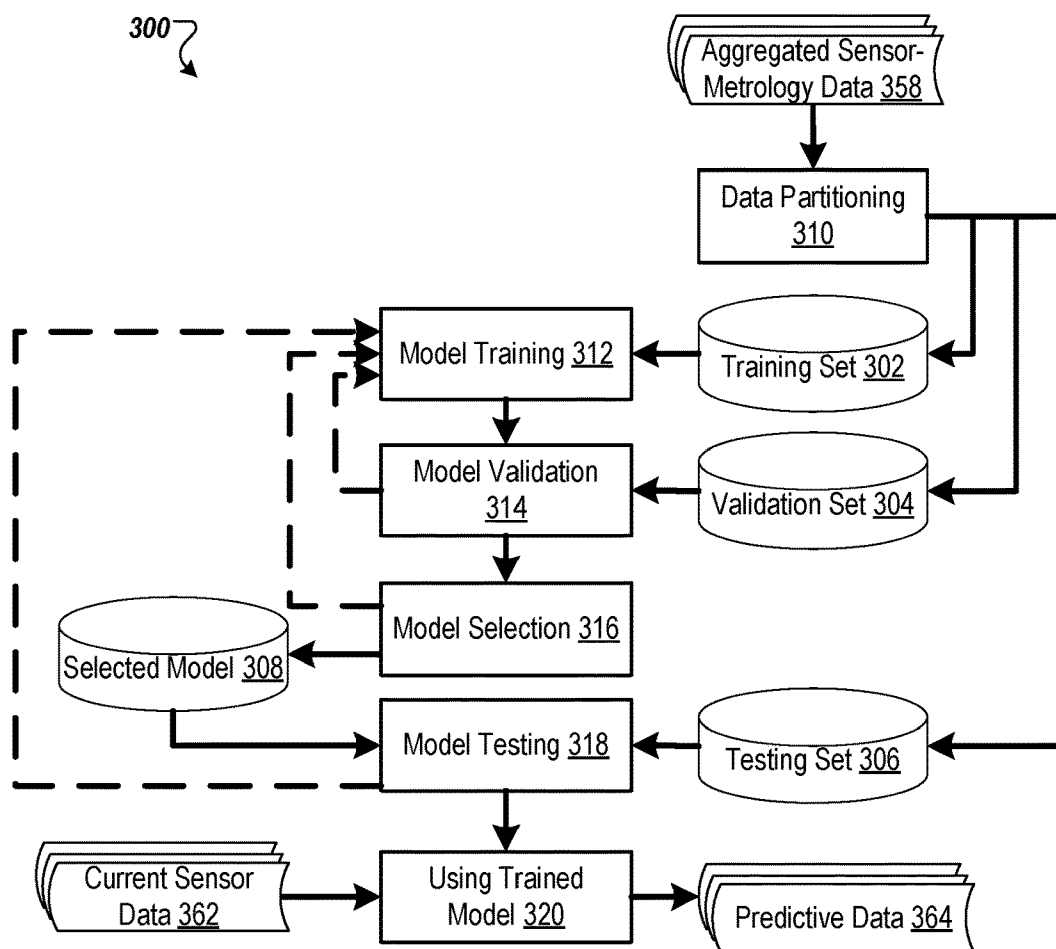 300
Aggregated Sensor-
Metrology Data 358
Data Partitioning
310
Model Training 312
Training Set 302
Model Validation
314
Validation Set 304
Model Selection 316
Selected Model 308
Model Testing 318
Testing Set 306
Current Sensor
Data 362
Using Trained
Model 320
Predictive Data 364